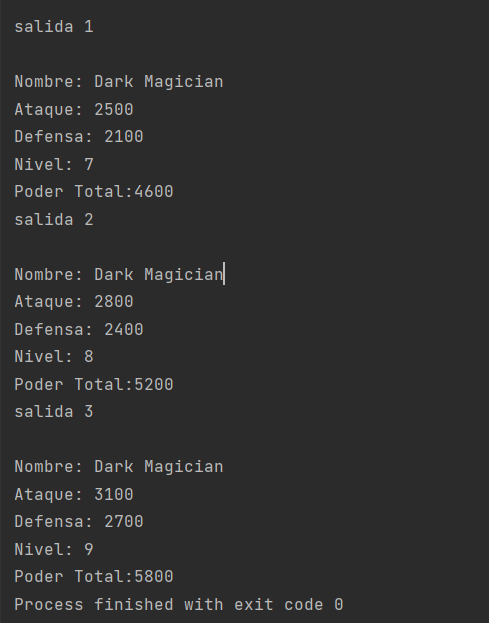 salida 1
Nombre: Dark Magician
Ataque: 2500
Defensa: 2100
Nivel: 7
Poder Total:4600
salida 2
Nombre: Dark Magician
Ataque: 2800
Defensa: 2400
Nivel: 8
Poder Total:5200
salida 3
Nombre: Dark Magician
Ataque: 3100
Defensa: 2700
Nivel: 9
Poder Total:5800
Process finished with exit code 0